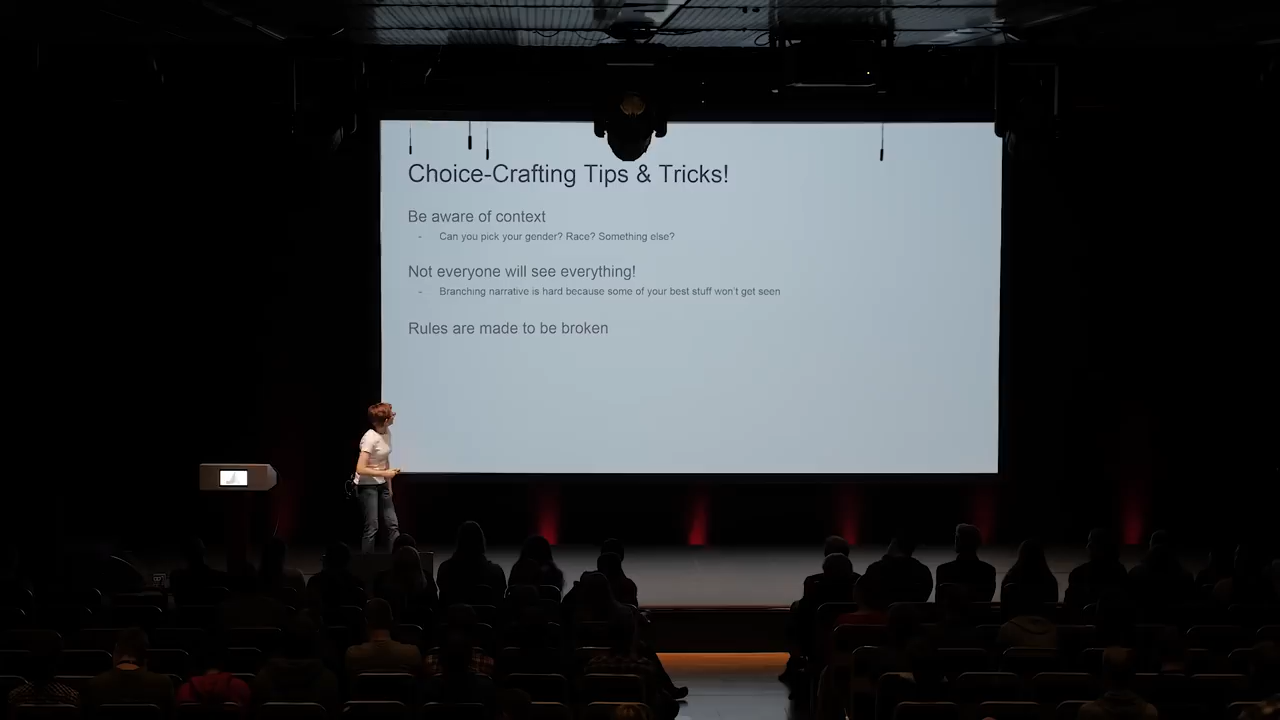 Choice-Crafting Tips & Tricks!
Be aware of context
- Can you pick your gender? Race? Something else?
Not everyone will see everything!
- Branching narrative is hard because some of your best stuff won't get seen
Rules are made to be broken